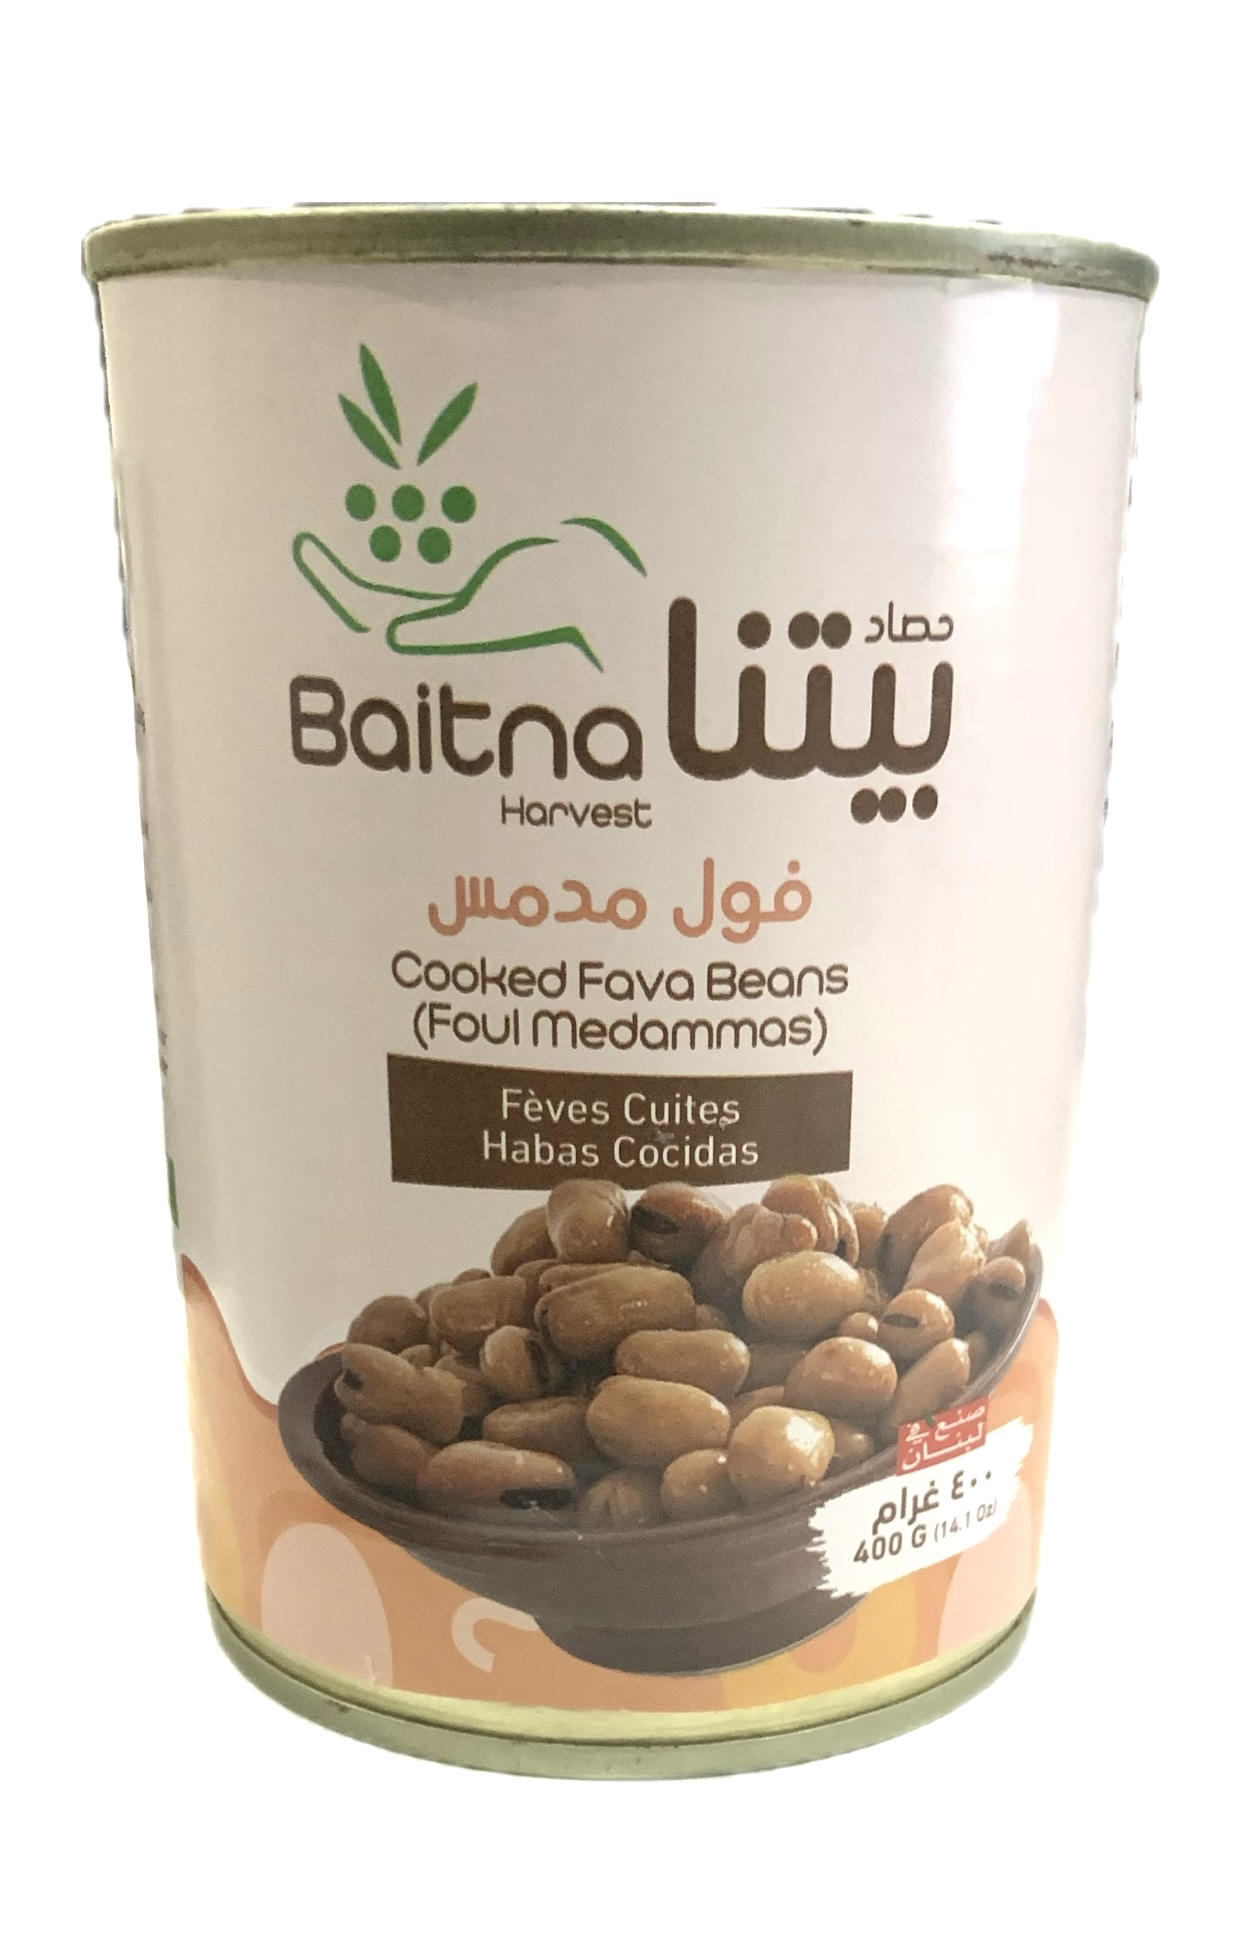 حصاد
بيتنا
Baitna
Harvest
فول مدمس
Cooked Fava Beans
(Foul Medammas)
Fèves Cuites
Habas Cocidas
صنع في
لبنان
٤٠٠ غرام
400 G (14.1 Oz)